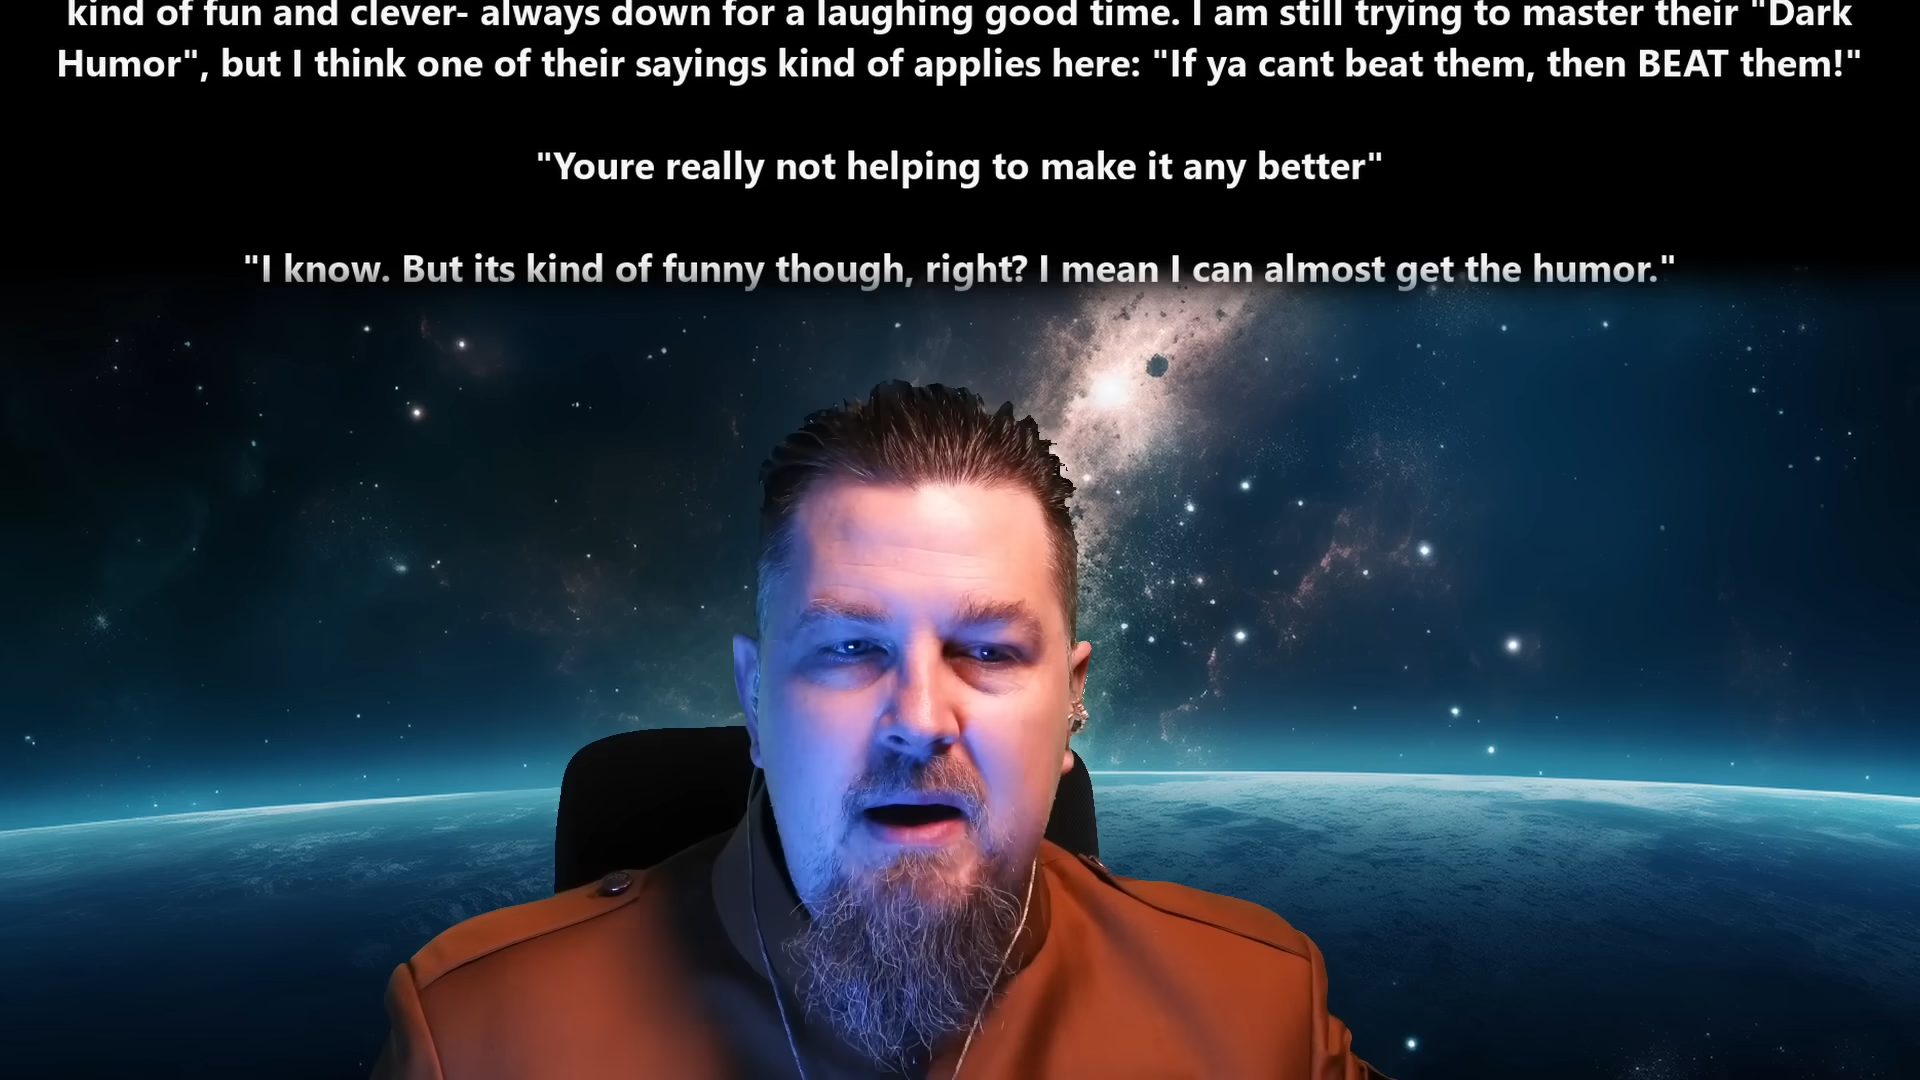 kind of fun and clever- always down for a laughing good time. I am still trying to master their "Dark
Humor", but I think one of their sayings kind of applies here: "If ya cant beat them, then BEAT them!"
"Youre really not helping to make it any better"
"I know. But its kind of funny though, right? I mean I can almost get the humor."